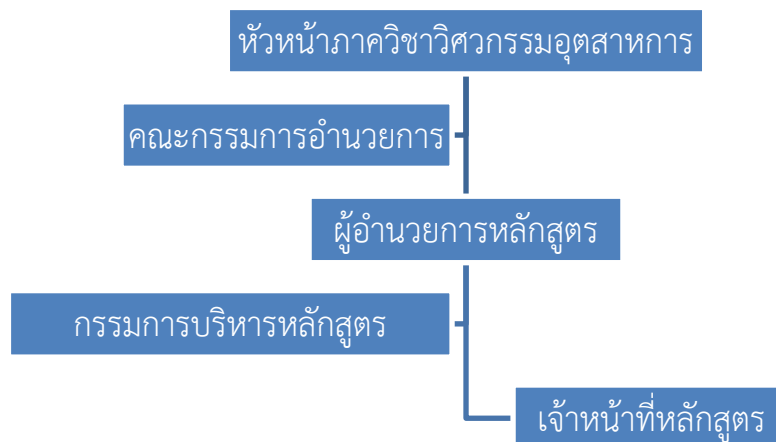 หัวหน้าภาควิชาวิศวกรรมอุตสาหการ
คณะกรรมการอำนวยการ
ผู้อำนวยการหลักสูตร
กรรมการบริหารหลักสูตร
เจ้าหน้าที่หลักสูตร